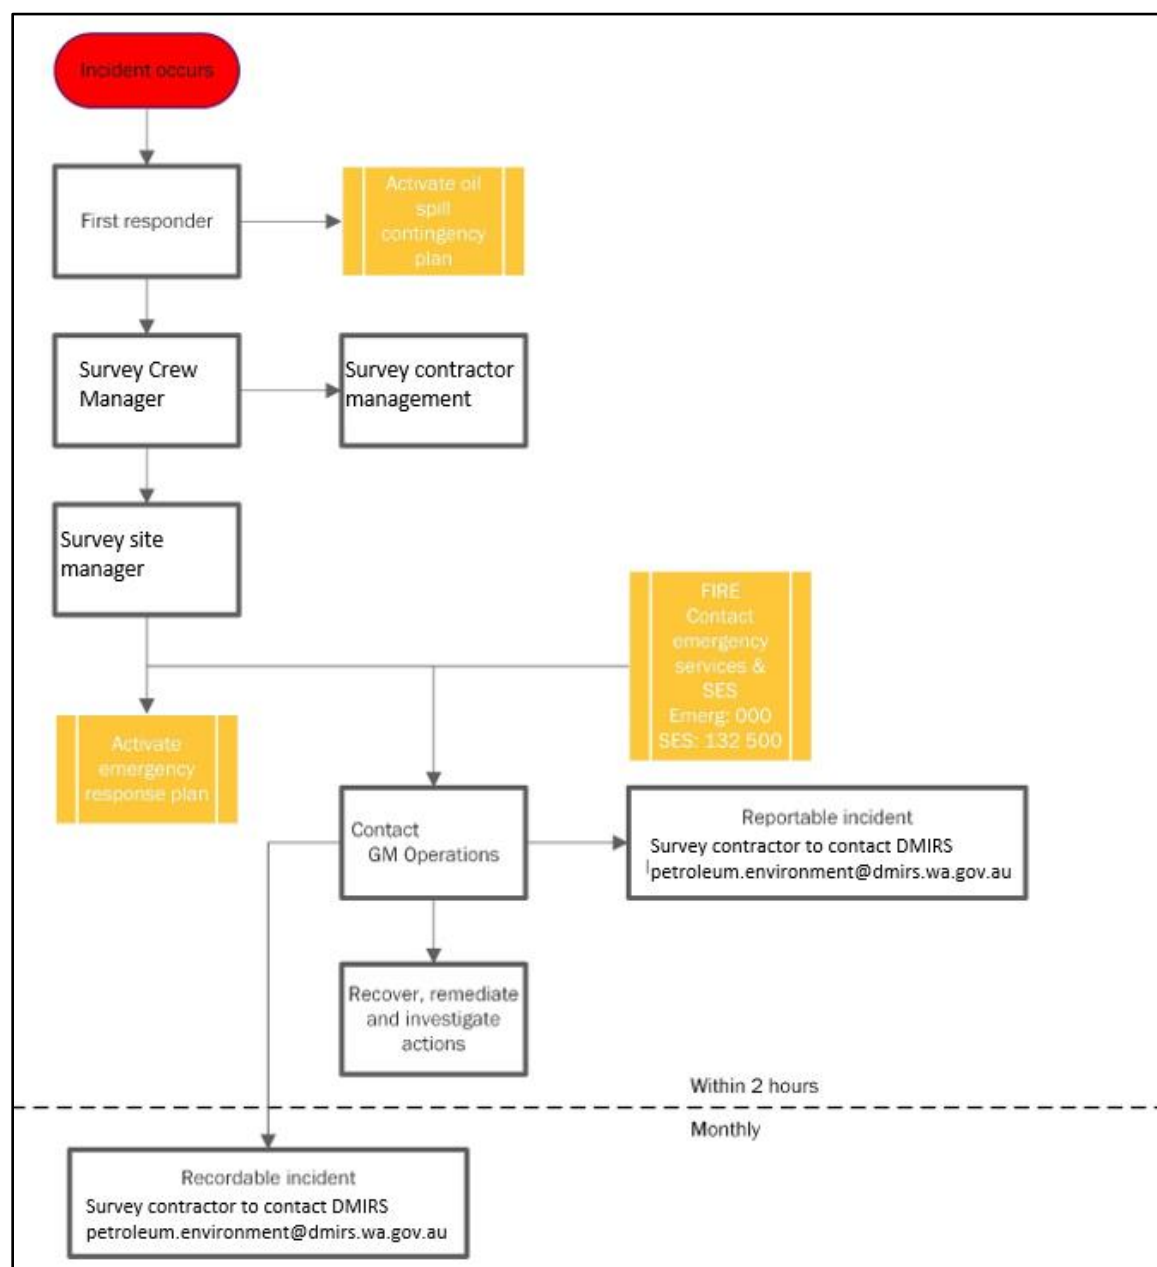 Incident occurs
First responder
Activate oil
spill
contingency
plan
Survey Crew
Manager
Survey contractor
management
Survey site
manager
FIRE
Contact
emergency
services &
SES
Emerg: 000
SES: 132 500
Activate
emergency
response plan
Contact
GM Operations
Reportable incident
Survey contractor to contact DMIRS
petroleum.environment@dmirs.wa.gov.au
Recover, remediate
and investigate
actions
Within 2 hours
Monthly
Recordable incident
Survey contractor to contact DMIRS
petroleum.environment@dmirs.wa.gov.au